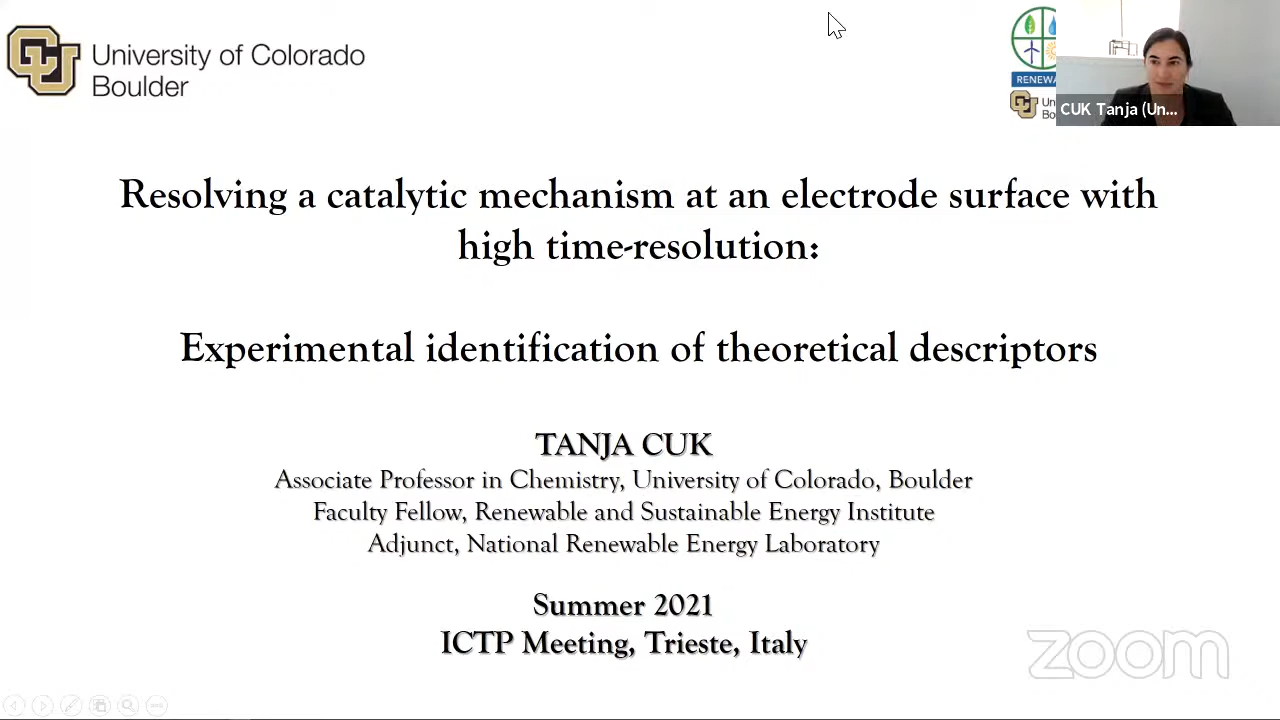 University of Colorado
Boulder
RENEWA
CUK Tanja (Un...
Resolving a catalytic mechanism at an electrode surface with
high time-resolution:
Experimental identification of theoretical descriptors
TANJA CUK
Associate Professor in Chemistry, University of Colorado, Boulder
Faculty Fellow, Renewable and Sustainable Energy Institute
Adjunct, National Renewable Energy Laboratory
Summer 2021
ICTP Meeting, Trieste, Italy
zoom